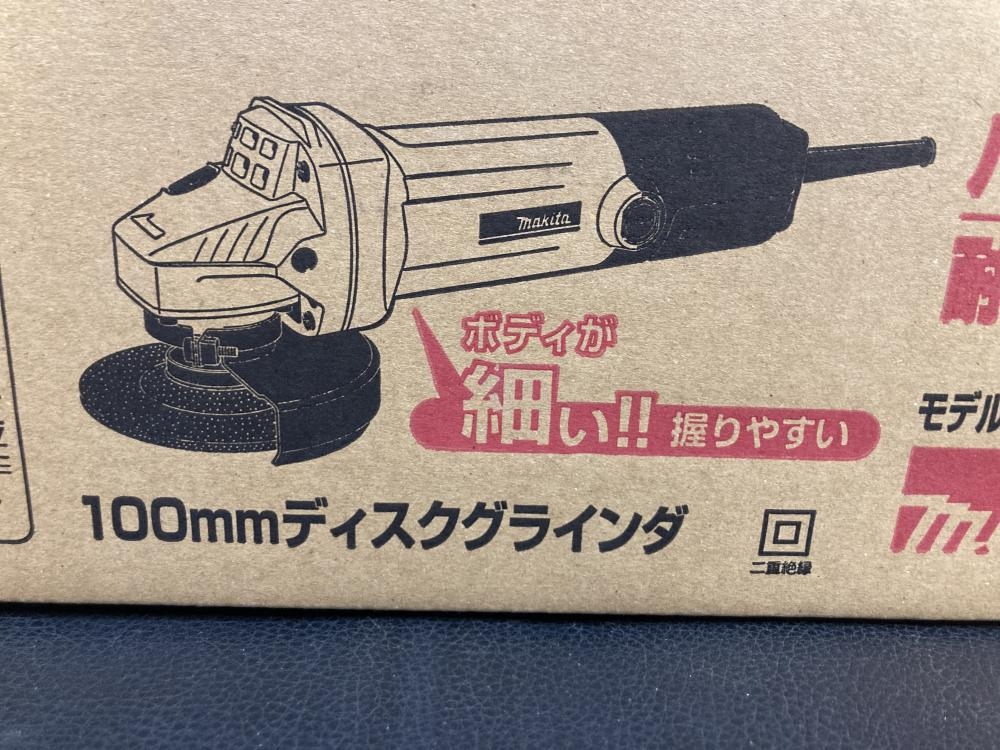 makita
ボディが
細い!! 握りやすい
100mmディスクグラインダ
二重絶縁
耐
モデル